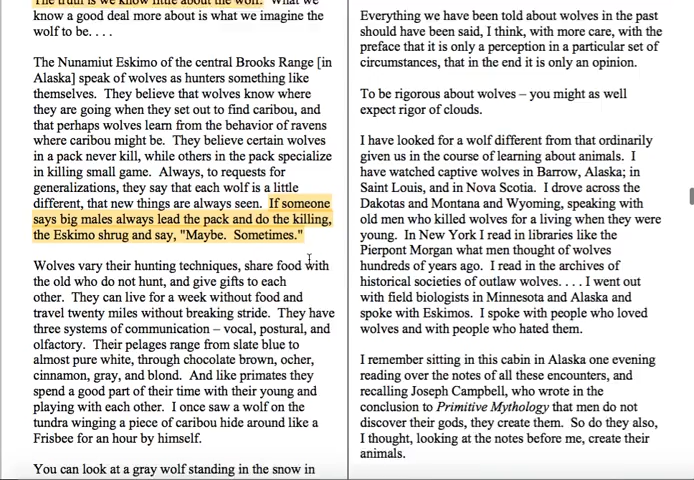 The truth is we know little about the wolf. What we
know a good deal more about is what we imagine the
wolf to be. . . .
The Nunamiut Eskimo of the central Brooks Range [in
Alaska] speak of wolves as hunters something like
themselves. They believe that wolves know where
they are going when they set out to find caribou, and
that perhaps wolves learn from the behavior of ravens
where caribou might be. They believe certain wolves
in a pack never kill, while others in the pack specialize
in killing small game. Always, to requests for
generalizations, they say that each wolf is a little
different, that new things are always seen. If someone
says big males always lead the pack and do the killing,
the Eskimo shrug and say, "Maybe. Sometimes."
Wolves vary their hunting techniques, share food with
the old who do not hunt, and give gifts to each
other. They can live for a week without food and
travel twenty miles without breaking stride. They have
three systems of communication – vocal, postural, and
olfactory. Their pelages range from slate blue to
almost pure white, through chocolate brown, ocher,
cinnamon, gray, and blond. And like primates they
spend a good part of their time with their young and
playing with each other. I once saw a wolf on the
tundra winging a piece of caribou hide around like a
Frisbee for an hour by himself.
You can look at a gray wolf standing in the snow in
Everything we have been told about wolves in the past
should have been said, I think, with more care, with the
preface that it is only a perception in a particular set of
circumstances, that in the end it is only an opinion.
To be rigorous about wolves – you might as well
expect rigor of clouds.
I have looked for a wolf different from that ordinarily
given us in the course of learning about animals. I
have watched captive wolves in Barrow, Alaska; in
Saint Louis, and in Nova Scotia. I drove across the
Dakotas and Montana and Wyoming, speaking with
old men who killed wolves for a living when they were
young. In New York I read in libraries like the
Pierpont Morgan what men thought of wolves
hundreds of years ago. I read in the archives of
historical societies of outlaw wolves. . . . I went out
with field biologists in Minnesota and Alaska and
spoke with Eskimos. I spoke with people who loved
wolves and with people who hated them.
I remember sitting in this cabin in Alaska one evening
reading over the notes of all these encounters, and
recalling Joseph Campbell, who wrote in the
conclusion to Primitive Mythology that men do not
discover their gods, they create them. So do they also,
I thought, looking at the notes before me, create their
animals.